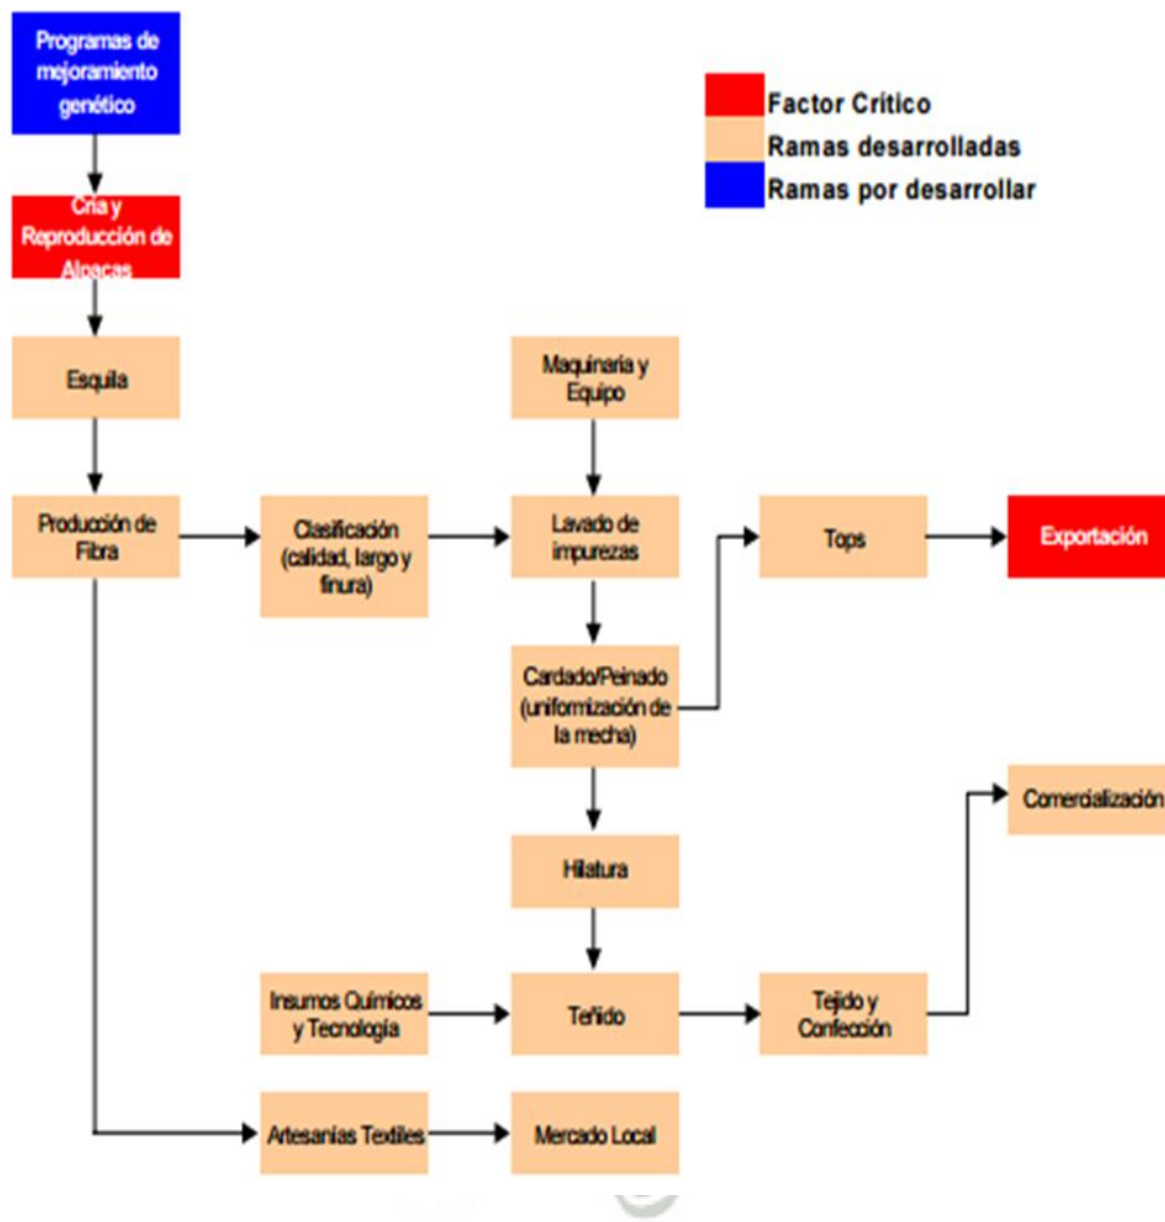 Programas de
mejoramiento
genético
Factor Crítico
Ramas desarrolladas
Ramas por desarrollar
Cría y
Reproducción de
Alpacas
Esquila
Maquinaria y
Equipo
Producción de
Fibra
Clasificación
(calidad, largo y
finura)
Lavado de
impurezas
Tops
Exportación
Cardado/Peinado
(uniformización de
la mecha)
Comercialización
Hilatura
Insumos Químicos
y Tecnología
Teñido
Tejido y
Confección
Artesanías Textiles
Mercado Local